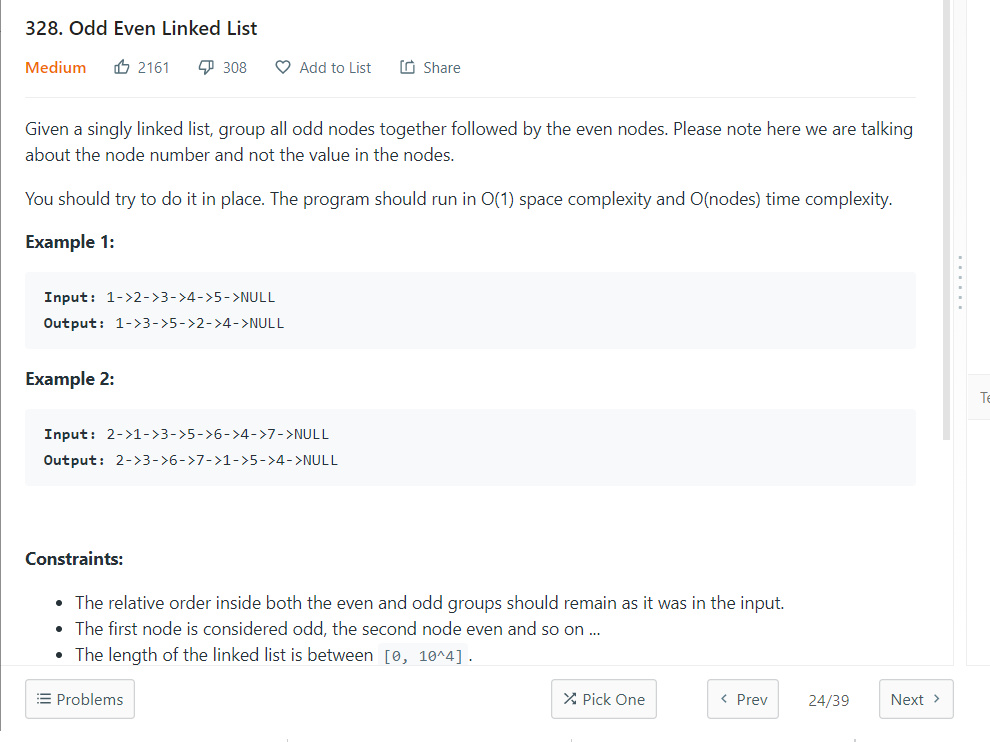 328. Odd Even Linked List
Medium 2161 308 Add to List Share
Given a singly linked list, group all odd nodes together followed by the even nodes. Please note here we are talking
about the node number and not the value in the nodes.
You should try to do it in place. The program should run in O(1) space complexity and O(nodes) time complexity.
Example 1:
Input: 1->2->3->4->5->NULL
Output: 1->3->5->2->4->NULL
Example 2:
Input: 2->1->3->5->6->4->7->NULL
Output: 2->3->6->7->1->5->4->NULL
Constraints:
• The relative order inside both the even and odd groups should remain as it was in the input.
• The first node is considered odd, the second node even and so on ...
• The length of the linked list is between [0, 10^4].
Problems Pick One < Prev 24/39 Next >